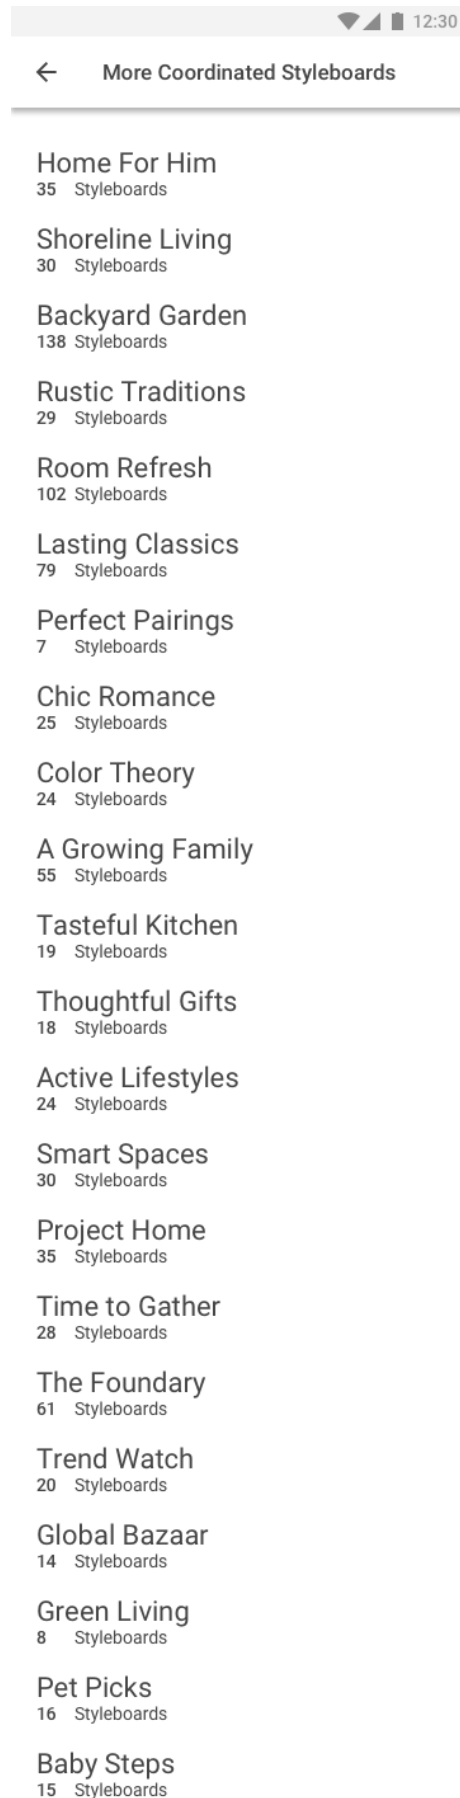 12:30
More Coordinated Styleboards
Home For Him
35 Styleboards
Shoreline Living
30 Styleboards
Backyard Garden
138 Styleboards
Rustic Traditions
29 Styleboards
Room Refresh
102 Styleboards
Lasting Classics
79 Styleboards
Perfect Pairings
7 Styleboards
Chic Romance
25 Styleboards
Color Theory
24 Styleboards
A Growing Family
55 Styleboards
Tasteful Kitchen
19 Styleboards
Thoughtful Gifts
18 Styleboards
Active Lifestyles
24 Styleboards
Smart Spaces
30 Styleboards
Project Home
35 Styleboards
Time to Gather
28 Styleboards
The Foundary
61 Styleboards
Trend Watch
20 Styleboards
Global Bazaar
14 Styleboards
Green Living
8 Styleboards
Pet Picks
16 Styleboards
Baby Steps
15 Styleboards